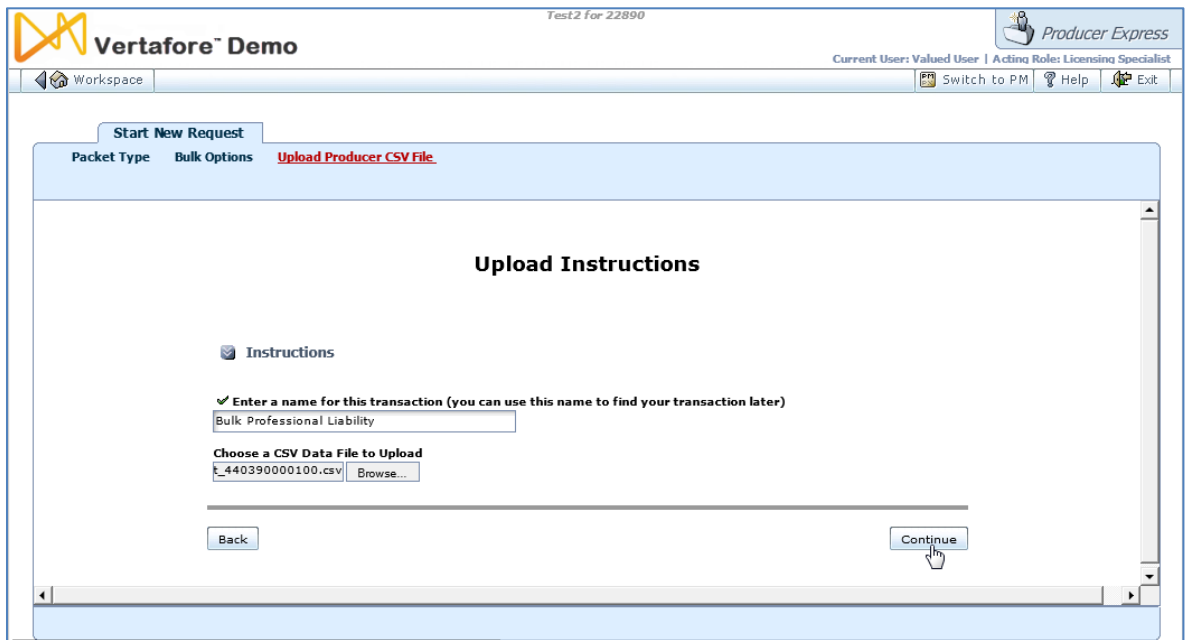 Test2 for 22890
Vertafore™ Demo
Producer Express
Current User: Valued User | Acting Role: Licensing Specialist
Workspace
PM Switch to PM
Help
Exit
Start New Request
Packet Type Bulk Options Upload Producer CSV File
Upload Instructions
Instructions
Enter a name for this transaction (you can use this name to find your transaction later)
Bulk Professional Liability
Choose a CSV Data File to Upload
t_440390000100.csv Browse...
Back Continue